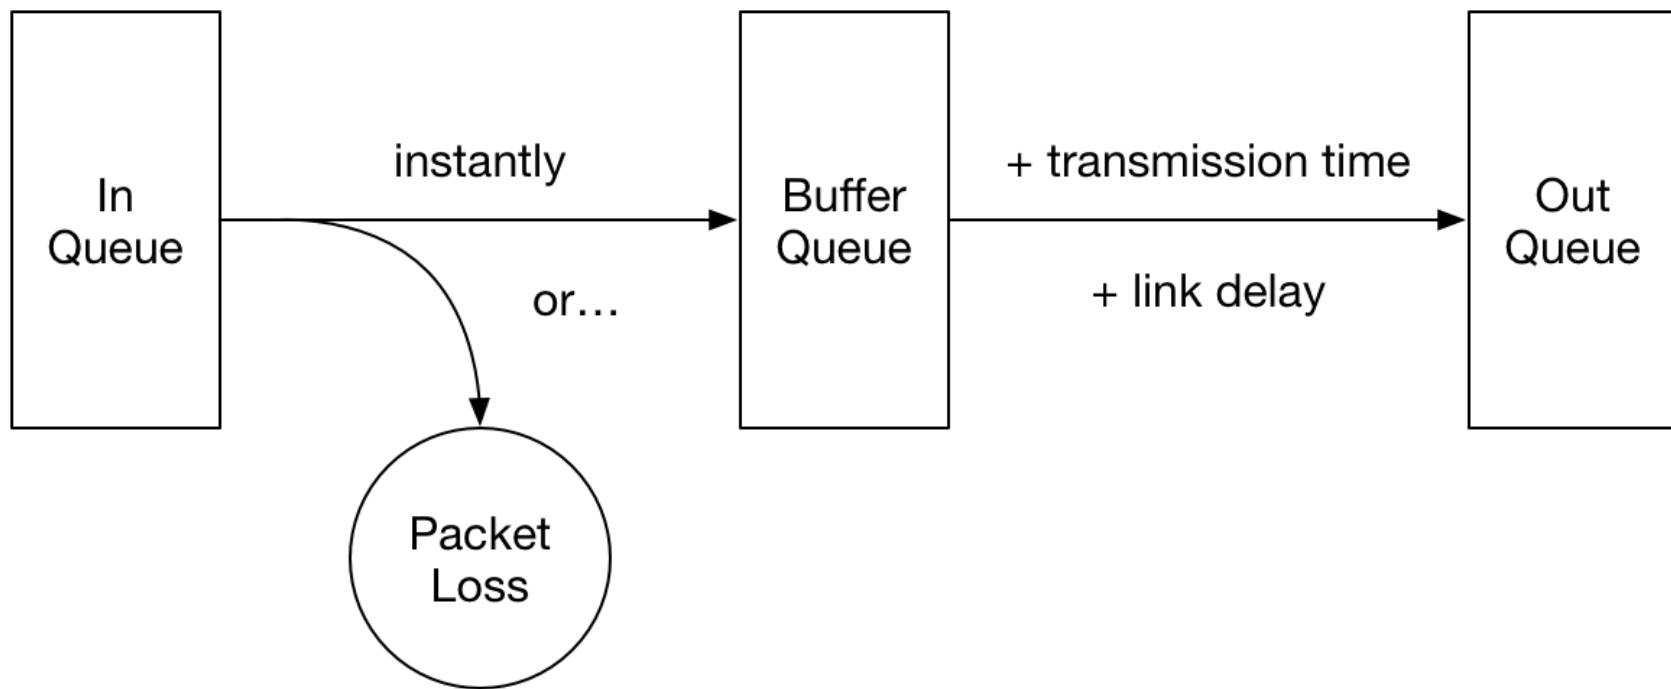 In
Queue
instantly
or…
Packet
Loss
Buffer
Queue
+ transmission time
+ link delay
Out
Queue